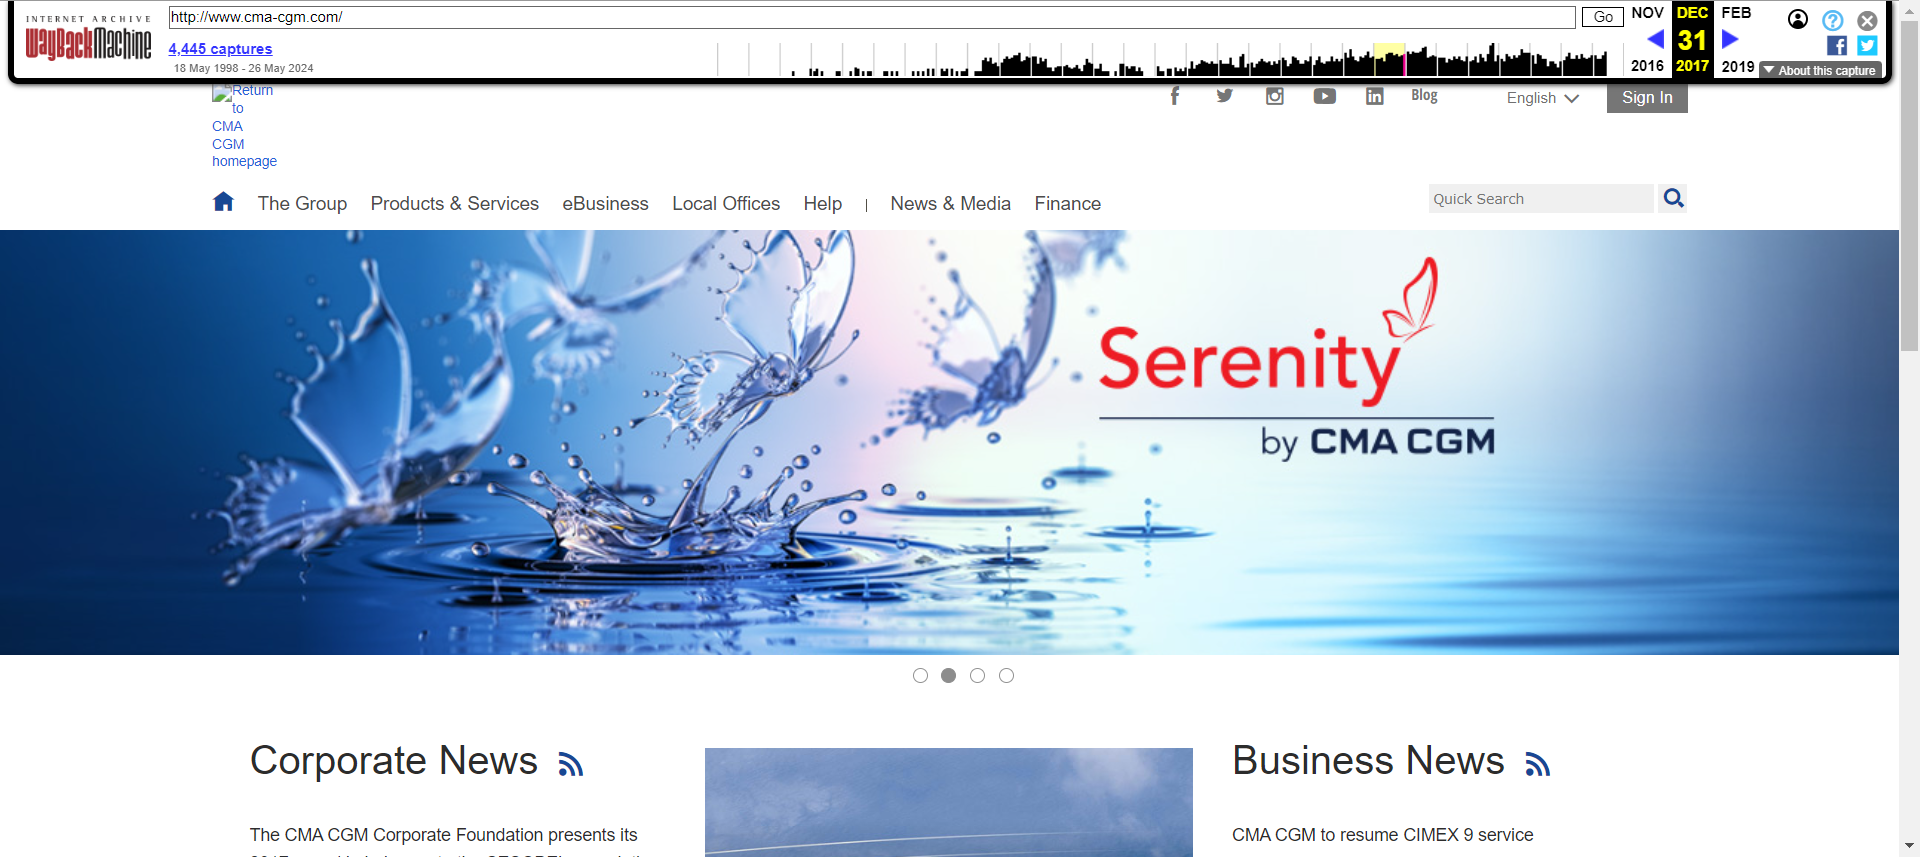 INTERNET ARCHIVE
WayBackMachine
http://www.cma-cgm.com/
Go
NOV
DEC
FEB
4,445 captures
31
18 May 1998 - 26 May 2024
2016
2017
2019
About this capture
Return
to
CMA
CGM
homepage
Blog
English
Sign In
The Group
Products & Services
eBusiness
Local Offices
Help
|
News & Media
Finance
Quick Search
Serenity
by CMA CGM
Corporate News
The CMA CGM Corporate Foundation presents its
Business News
CMA CGM to resume CIMEX 9 service